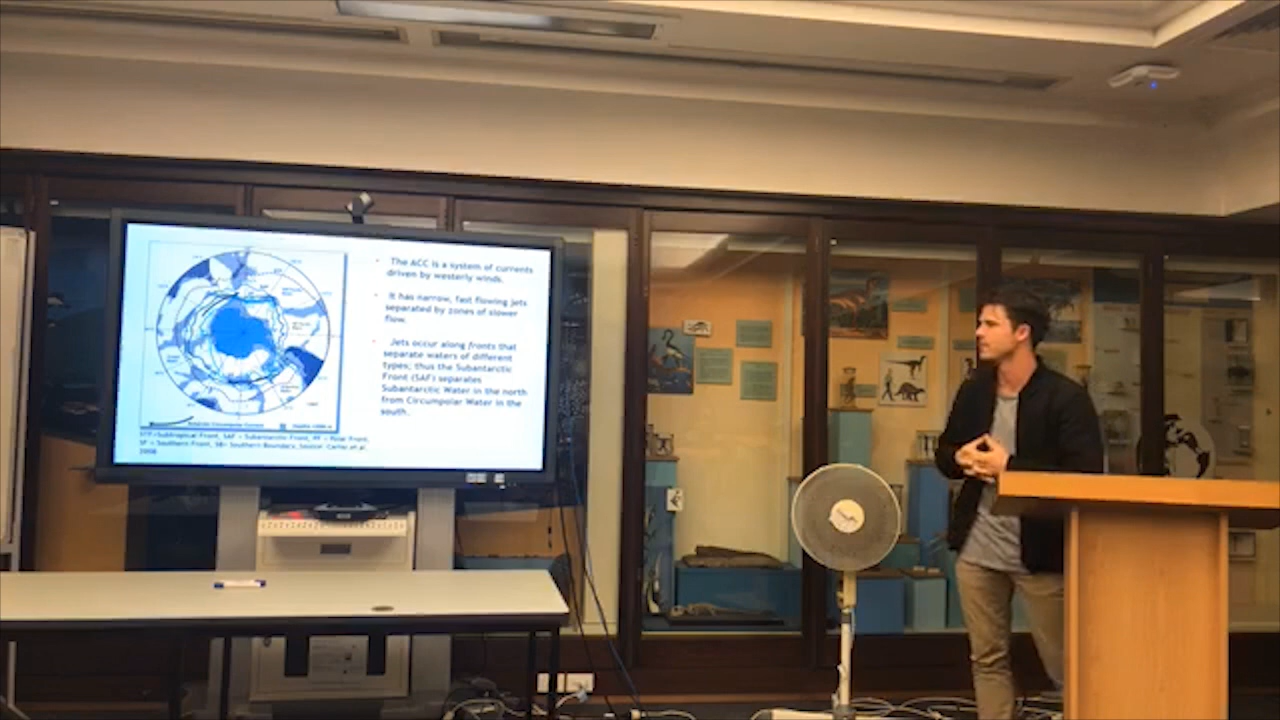 The ACC is a system of currents
driven by westerly winds.
It has narrow, fast flowing jets
separated by zones of slower
flow.
Jets occur along fronts that
separate waters of different
types; thus the Subantarctic
Front (SAF) separates
Subantarctic Water in the north
from Circumpolar Water in the
south.
Antarctic Circumpolar Current
STF=Subtropical Front, SAF = Subantarctic Front, PF = Polar Front,
SF = Southern Front, SB= Southern Boundary, Source: Carter et al,
2008